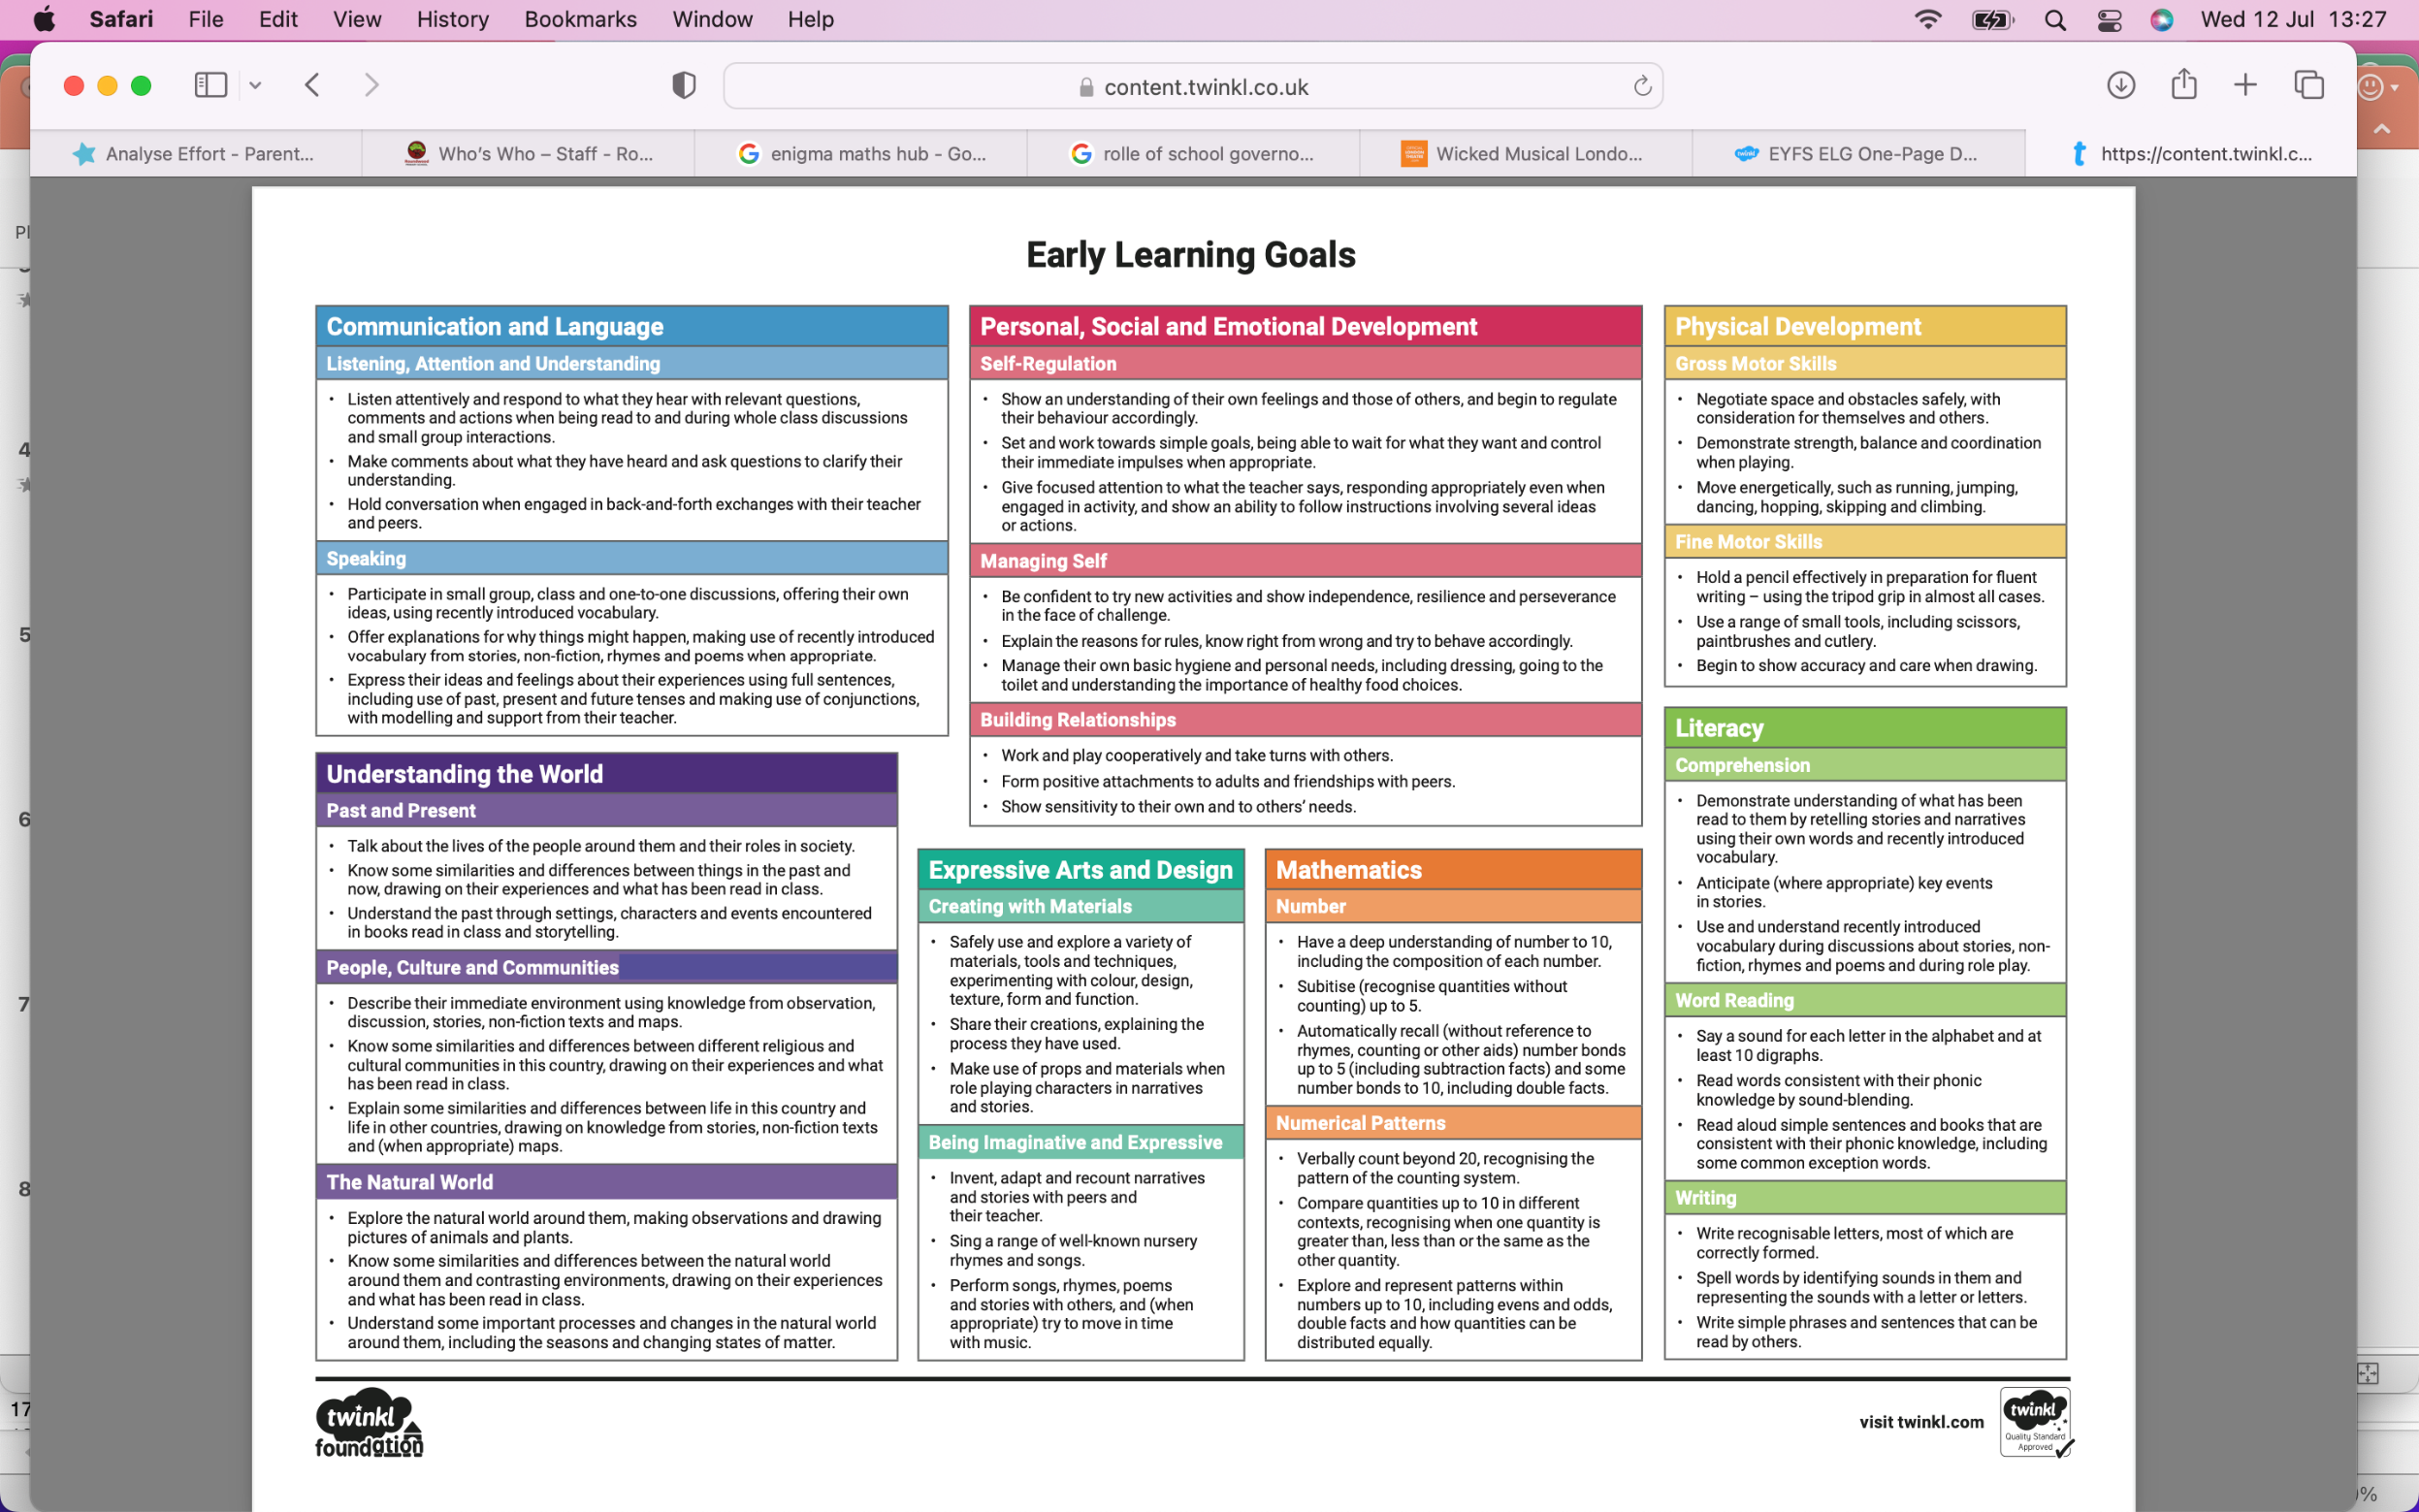 Safari File Edit View History Bookmarks Window Help
Wed 12 Jul 13:27
content.twinkl.co.uk
Analyse Effort - Parent...
Who's Who – Staff - Ro...
enigma maths hub - Go...
rolle of school governo...
Wicked Musical Londo...
EYFS ELG One-Page D...
https://content.twinkl.c...
Early Learning Goals
Communication and Language
Listening, Attention and Understanding
• Listen attentively and respond to what they hear with relevant questions,
comments and actions when being read to and during whole class discussions
and small group interactions.
• Make comments about what they have heard and ask questions to clarify their
understanding.
• Hold conversation when engaged in back-and-forth exchanges with their teacher
and peers.
Speaking
• Participate in small group, class and one-to-one discussions, offering their own
ideas, using recently introduced vocabulary.
• Offer explanations for why things might happen, making use of recently introduced
vocabulary from stories, non-fiction, rhymes and poems when appropriate.
• Express their ideas and feelings about their experiences using full sentences,
including use of past, present and future tenses and making use of conjunctions,
with modelling and support from their teacher.
Understanding the World
Past and Present
• Talk about the lives of the people around them and their roles in society.
• Know some similarities and differences between things in the past and
now, drawing on their experiences and what has been read in class.
• Understand the past through settings, characters and events encountered
in books read in class and storytelling.
People, Culture and Communities
• Describe their immediate environment using knowledge from observation,
discussion, stories, non-fiction texts and maps.
• Know some similarities and differences between different religious and
cultural communities in this country, drawing on their experiences and what
has been read in class.
• Explain some similarities and differences between life in this country and
life in other countries, drawing on knowledge from stories, non-fiction texts
and (when appropriate) maps.
The Natural World
• Explore the natural world around them, making observations and drawing
pictures of animals and plants.
• Know some similarities and differences between the natural world
around them and contrasting environments, drawing on their experiences
and what has been read in class.
• Understand some important processes and changes in the natural world
around them, including the seasons and changing states of matter.
Personal, Social and Emotional Development
Self-Regulation
• Show an understanding of their own feelings and those of others, and begin to regulate
their behaviour accordingly.
• Set and work towards simple goals, being able to wait for what they want and control
their immediate impulses when appropriate.
• Give focused attention to what the teacher says, responding appropriately even when
engaged in activity, and show an ability to follow instructions involving several ideas
or actions.
Managing Self
• Be confident to try new activities and show independence, resilience and perseverance
in the face of challenge.
• Explain the reasons for rules, know right from wrong and try to behave accordingly.
• Manage their own basic hygiene and personal needs, including dressing, going to the
toilet and understanding the importance of healthy food choices.
Building Relationships
• Work and play cooperatively and take turns with others.
• Form positive attachments to adults and friendships with peers.
• Show sensitivity to their own and to others' needs.
Expressive Arts and Design
Creating with Materials
• Safely use and explore a variety of
materials, tools and techniques,
experimenting with colour, design,
texture, form and function.
• Share their creations, explaining the
process they have used.
• Make use of props and materials when
role playing characters in narratives
and stories.
Being Imaginative and Expressive
• Invent, adapt and recount narratives
and stories with peers and
their teacher.
• Sing a range of well-known nursery
rhymes and songs.
• Perform songs, rhymes, poems
and stories with others, and (when
appropriate) try to move in time
with music.
Mathematics
Number
• Have a deep understanding of number to 10,
including the composition of each number.
• Subitise (recognise quantities without
counting) up to 5.
• Automatically recall (without reference to
rhymes, counting or other aids) number bonds
up to 5 (including subtraction facts) and some
number bonds to 10, including double facts.
Numerical Patterns
• Verbally count beyond 20, recognising the
pattern of the counting system.
• Compare quantities up to 10 in different
contexts, recognising when one quantity is
greater than, less than or the same as the
other quantity.
• Explore and represent patterns within
numbers up to 10, including evens and odds,
double facts and how quantities can be
distributed equally.
Physical Development
Gross Motor Skills
• Negotiate space and obstacles safely, with
consideration for themselves and others.
• Demonstrate strength, balance and coordination
when playing.
• Move energetically, such as running, jumping,
dancing, hopping, skipping and climbing.
Fine Motor Skills
• Hold a pencil effectively in preparation for fluent
writing – using the tripod grip in almost all cases.
• Use a range of small tools, including scissors,
paintbrushes and cutlery.
• Begin to show accuracy and care when drawing.
Literacy
Comprehension
• Demonstrate understanding of what has been
read to them by retelling stories and narratives
using their own words and recently introduced
vocabulary.
• Anticipate (where appropriate) key events
in stories.
• Use and understand recently introduced
vocabulary during discussions about stories, non-
fiction, rhymes and poems and during role play.
Word Reading
• Say a sound for each letter in the alphabet and at
least 10 digraphs.
• Read words consistent with their phonic
knowledge by sound-blending.
• Read aloud simple sentences and books that are
consistent with their phonic knowledge, including
some common exception words.
Writing
• Write recognisable letters, most of which are
correctly formed.
• Spell words by identifying sounds in them and
representing the sounds with a letter or letters.
• Write simple phrases and sentences that can be
read by others.
twinkl
foundation
visit twinkl.com
twinkl
Quality Standard
Approved
4
5
6
7
8
17